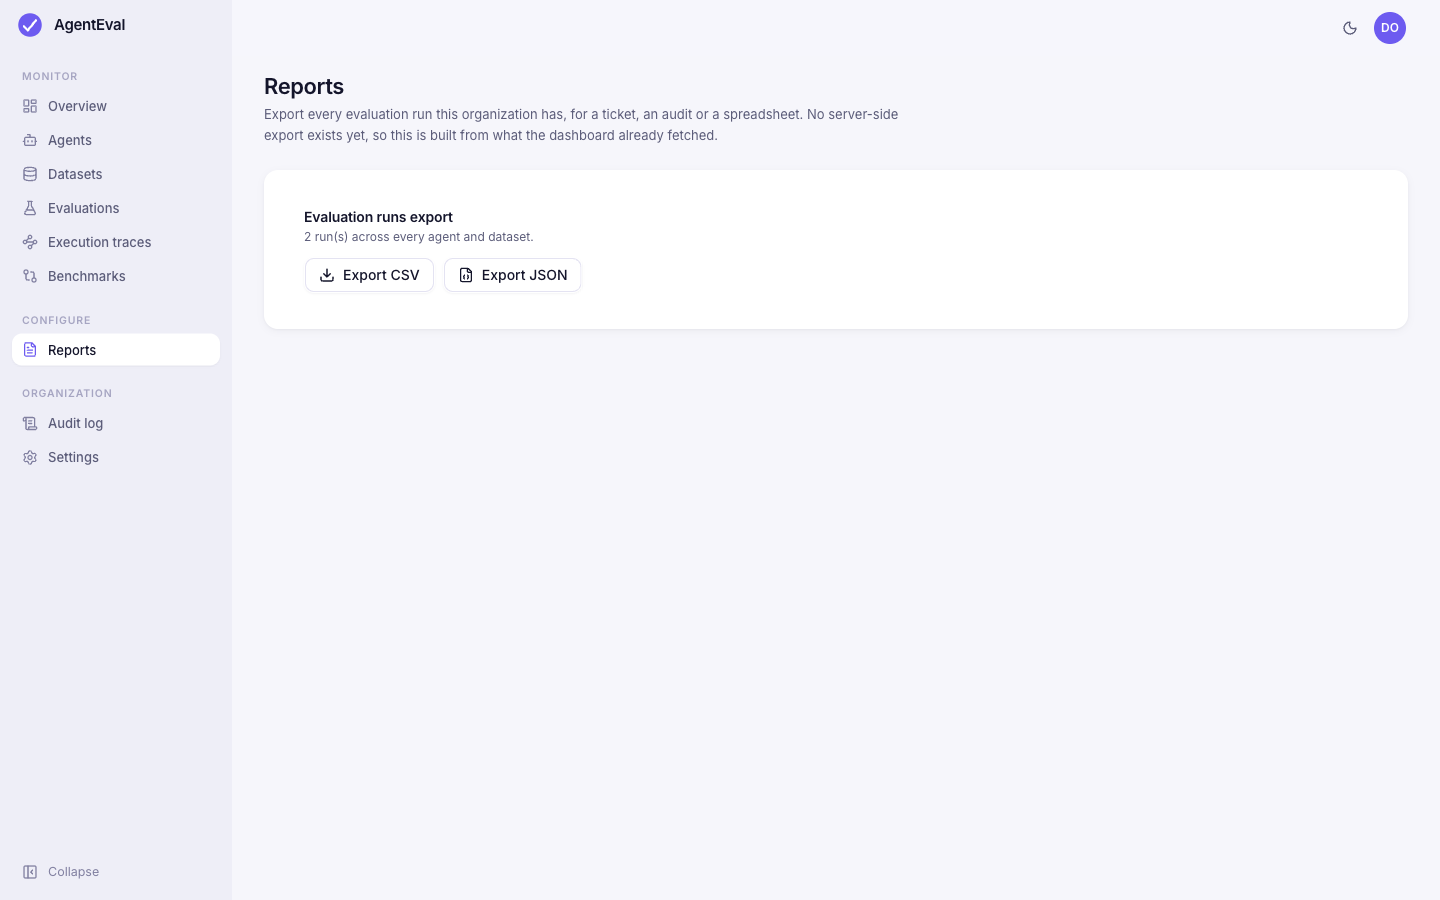 AgentEval
DO
MONITOR
Overview
Agents
Datasets
Evaluations
Execution traces
Benchmarks
CONFIGURE
Reports
ORGANIZATION
Audit log
Settings
Collapse
Reports
Export every evaluation run this organization has, for a ticket, an audit or a spreadsheet. No server-side
export exists yet, so this is built from what the dashboard already fetched.
Evaluation runs export
2 run(s) across every agent and dataset.
Export CSV
Export JSON